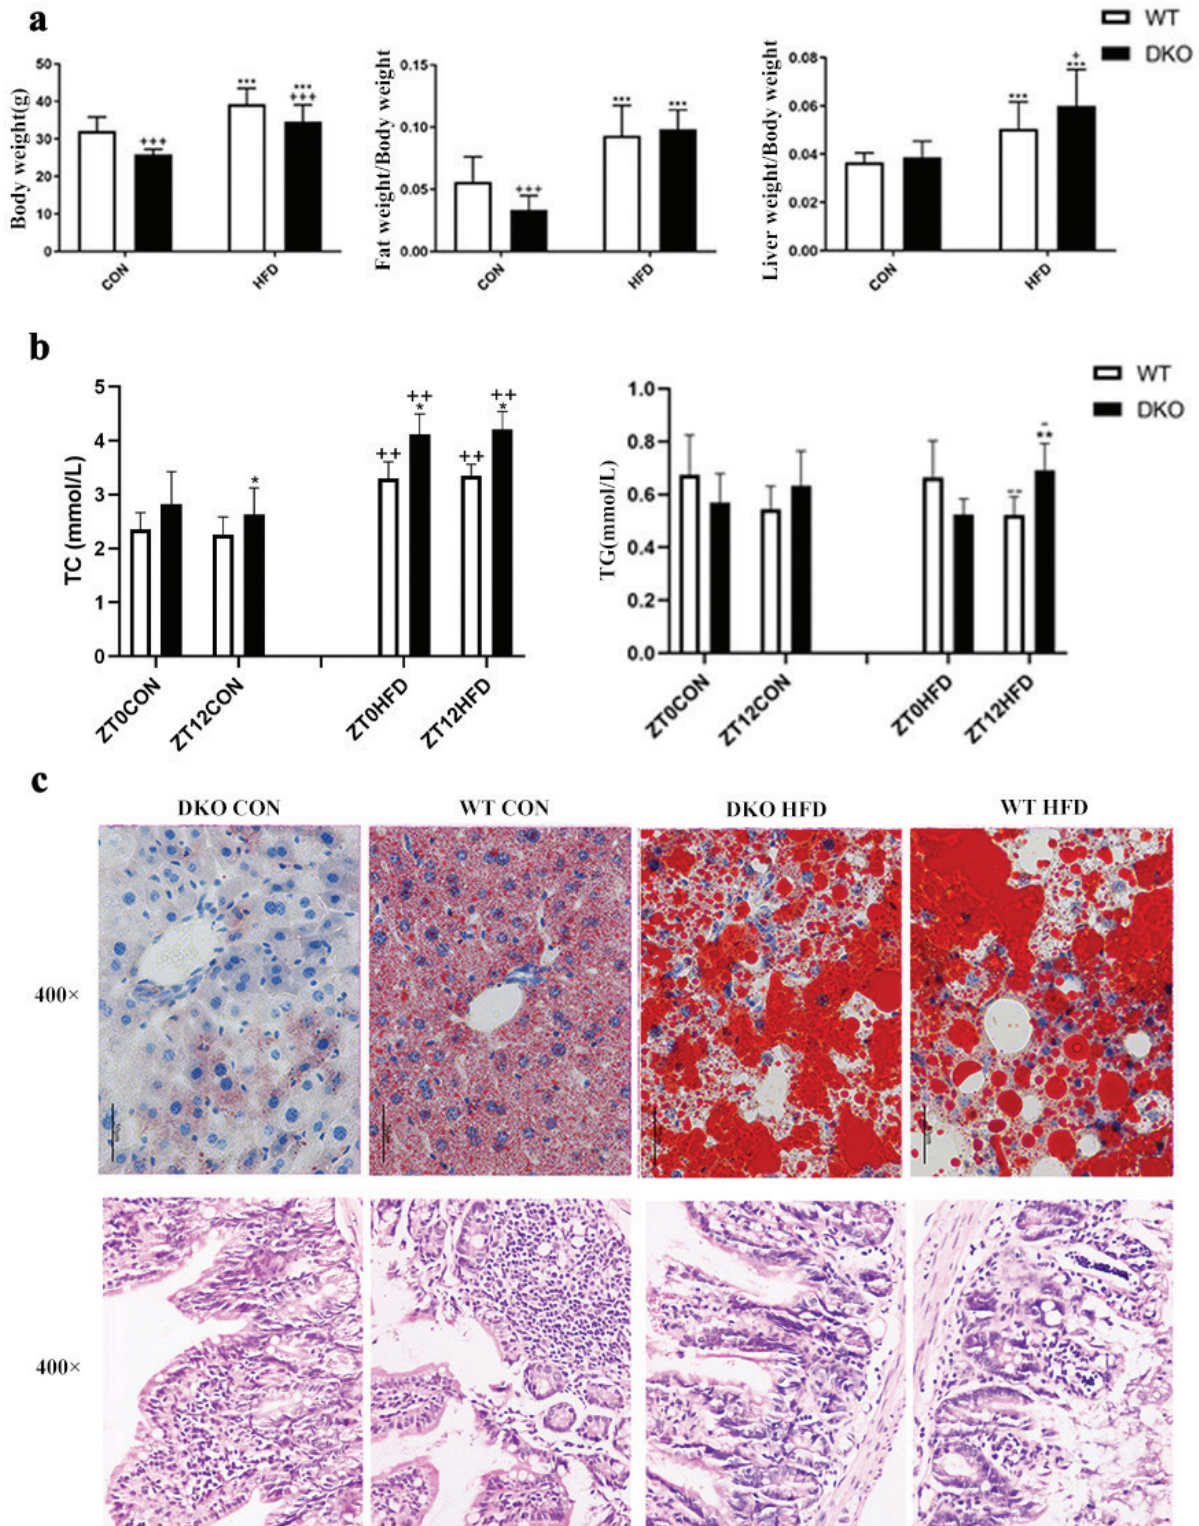 a
WT
DKO
Body weight(g)
50
40
30
20
10
0
+++
***
***
+++
CON
HFD
Fat weight/Body weight
0.15
0.10
0.05
0.00
+++
***
***
CON
HFD
Liver weight/Body weight
0.08
0.06
0.04
0.02
0.00
***
+
***
CON
HFD
b
WT
DKO
TC (mmol/L)
5
4
3
2
1
0
*
++
++
*
++
++
*
ZT0CON
ZT12CON
ZT0HFD
ZT12HFD
TG(mmol/L)
1.0
0.8
0.6
0.4
0.2
0.0
--
-
**
ZT0CON
ZT12CON
ZT0HFD
ZT12HFD
c
DKO CON
WT CON
DKO HFD
WT HFD
400×
400×